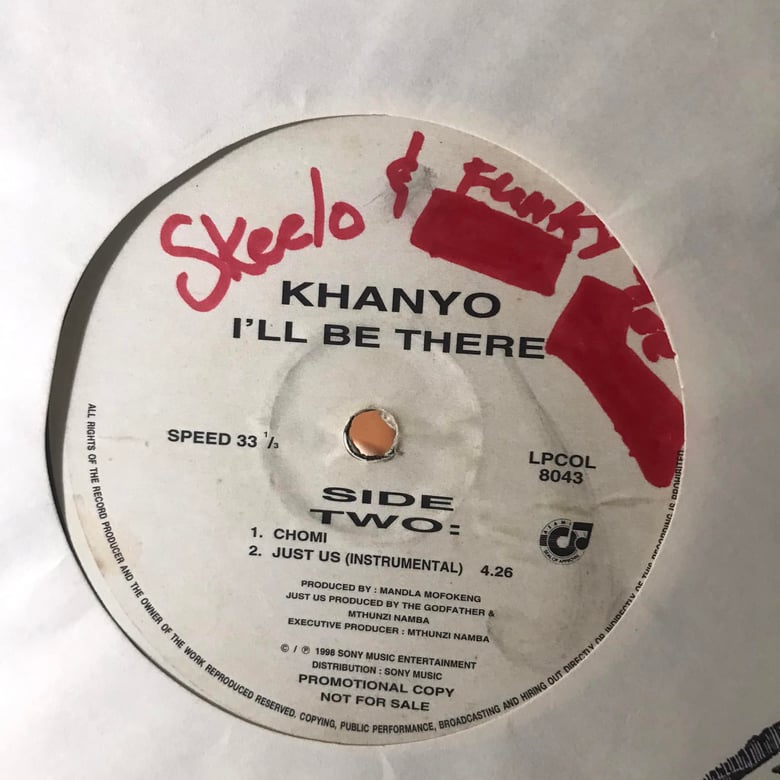 Skeelo & Funky
KHANYO
I'LL BE THERE
SPEED 33 1/3
LPCOL
8043
SIDE
TWO:
1. CHOMI
2. JUST US (INSTRUMENTAL) 4.26
PRODUCED BY : MANDLA MOFOKENG
JUST US PRODUCED BY THE GODFATHER &
MTHUNZI NAMBA
EXECUTIVE PRODUCER : MTHUNZI NAMBA
© / ℗ 1998 SONY MUSIC ENTERTAINMENT
DISTRIBUTION : SONY MUSIC
PROMOTIONAL COPY
NOT FOR SALE
ALL RIGHTS OF THE RECORD PRODUCER AND THE OWNER OF THE WORK REPRODUCED RESERVED, COPYING, PUBLIC PERFORMANCE, BROADCASTING AND HIRING OUT DIRECTLY OR INDIRECTLY OF THIS RECORDING IS PROHIBITED